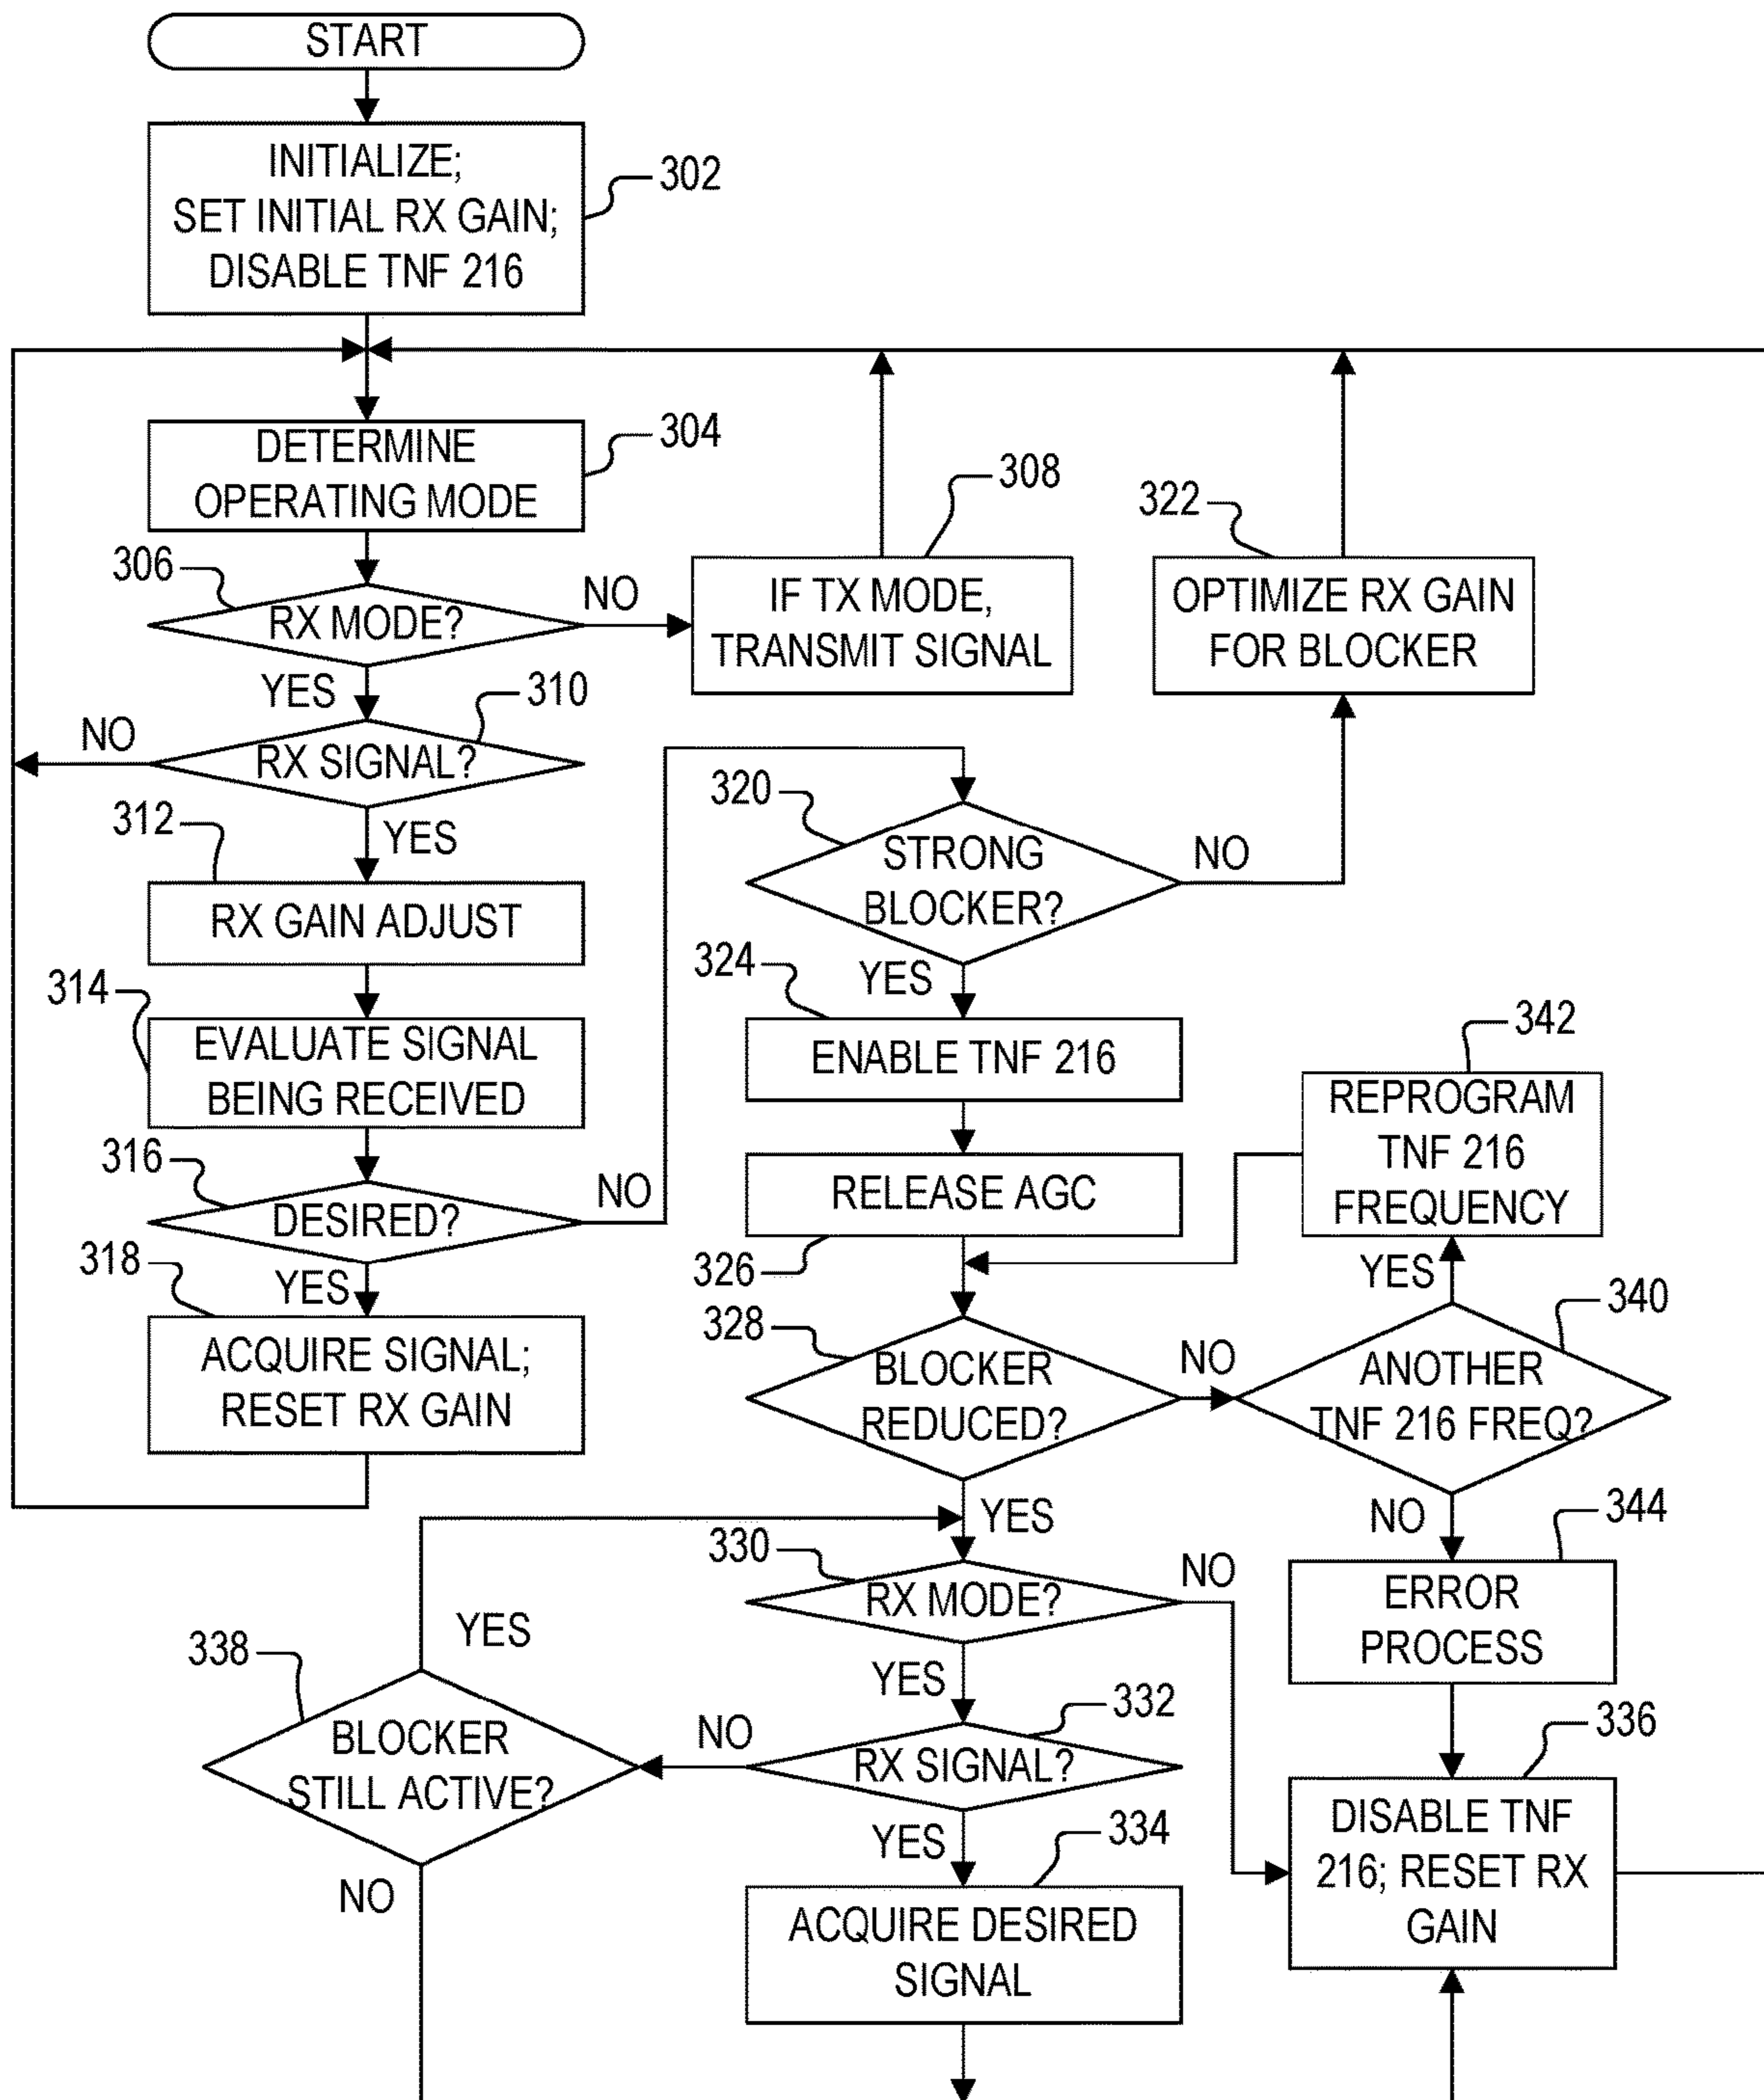 START
INITIALIZE;
SET INITIAL RX GAIN;
DISABLE TNF 216
302
DETERMINE
OPERATING MODE
304
306
RX MODE?
NO
YES
308
IF TX MODE,
TRANSMIT SIGNAL
322
OPTIMIZE RX GAIN
FOR BLOCKER
310
RX SIGNAL?
NO
YES
312
RX GAIN ADJUST
314
EVALUATE SIGNAL
BEING RECEIVED
316
DESIRED?
NO
YES
318
ACQUIRE SIGNAL;
RESET RX GAIN
320
STRONG
BLOCKER?
NO
YES
324
ENABLE TNF 216
RELEASE AGC
326
342
REPROGRAM
TNF 216
FREQUENCY
YES
328
BLOCKER
REDUCED?
NO
YES
340
ANOTHER
TNF 216 FREQ?
NO
344
ERROR
PROCESS
330
RX MODE?
NO
YES
332
RX SIGNAL?
NO
YES
338
BLOCKER
STILL ACTIVE?
YES
NO
334
ACQUIRE DESIRED
SIGNAL
336
DISABLE TNF
216; RESET RX
GAIN